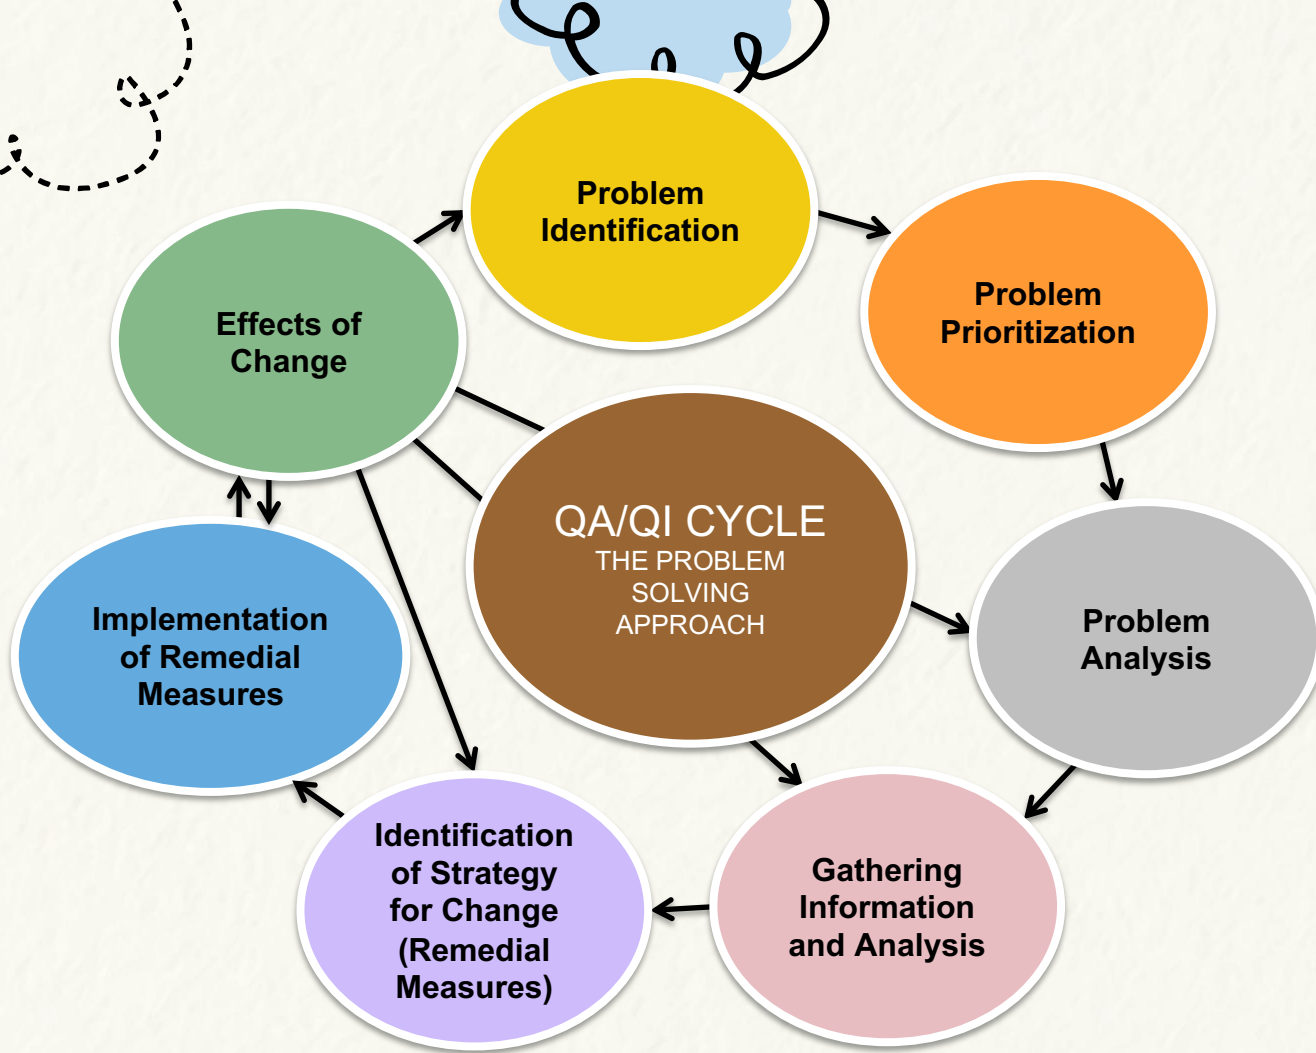 Problem
Identification
Problem
Prioritization
Effects of
Change
QA/QI CYCLE
THE PROBLEM
SOLVING
APPROACH
Problem
Analysis
Implementation
of Remedial
Measures
Identification
of Strategy
for Change
(Remedial
Measures)
Gathering
Information
and Analysis